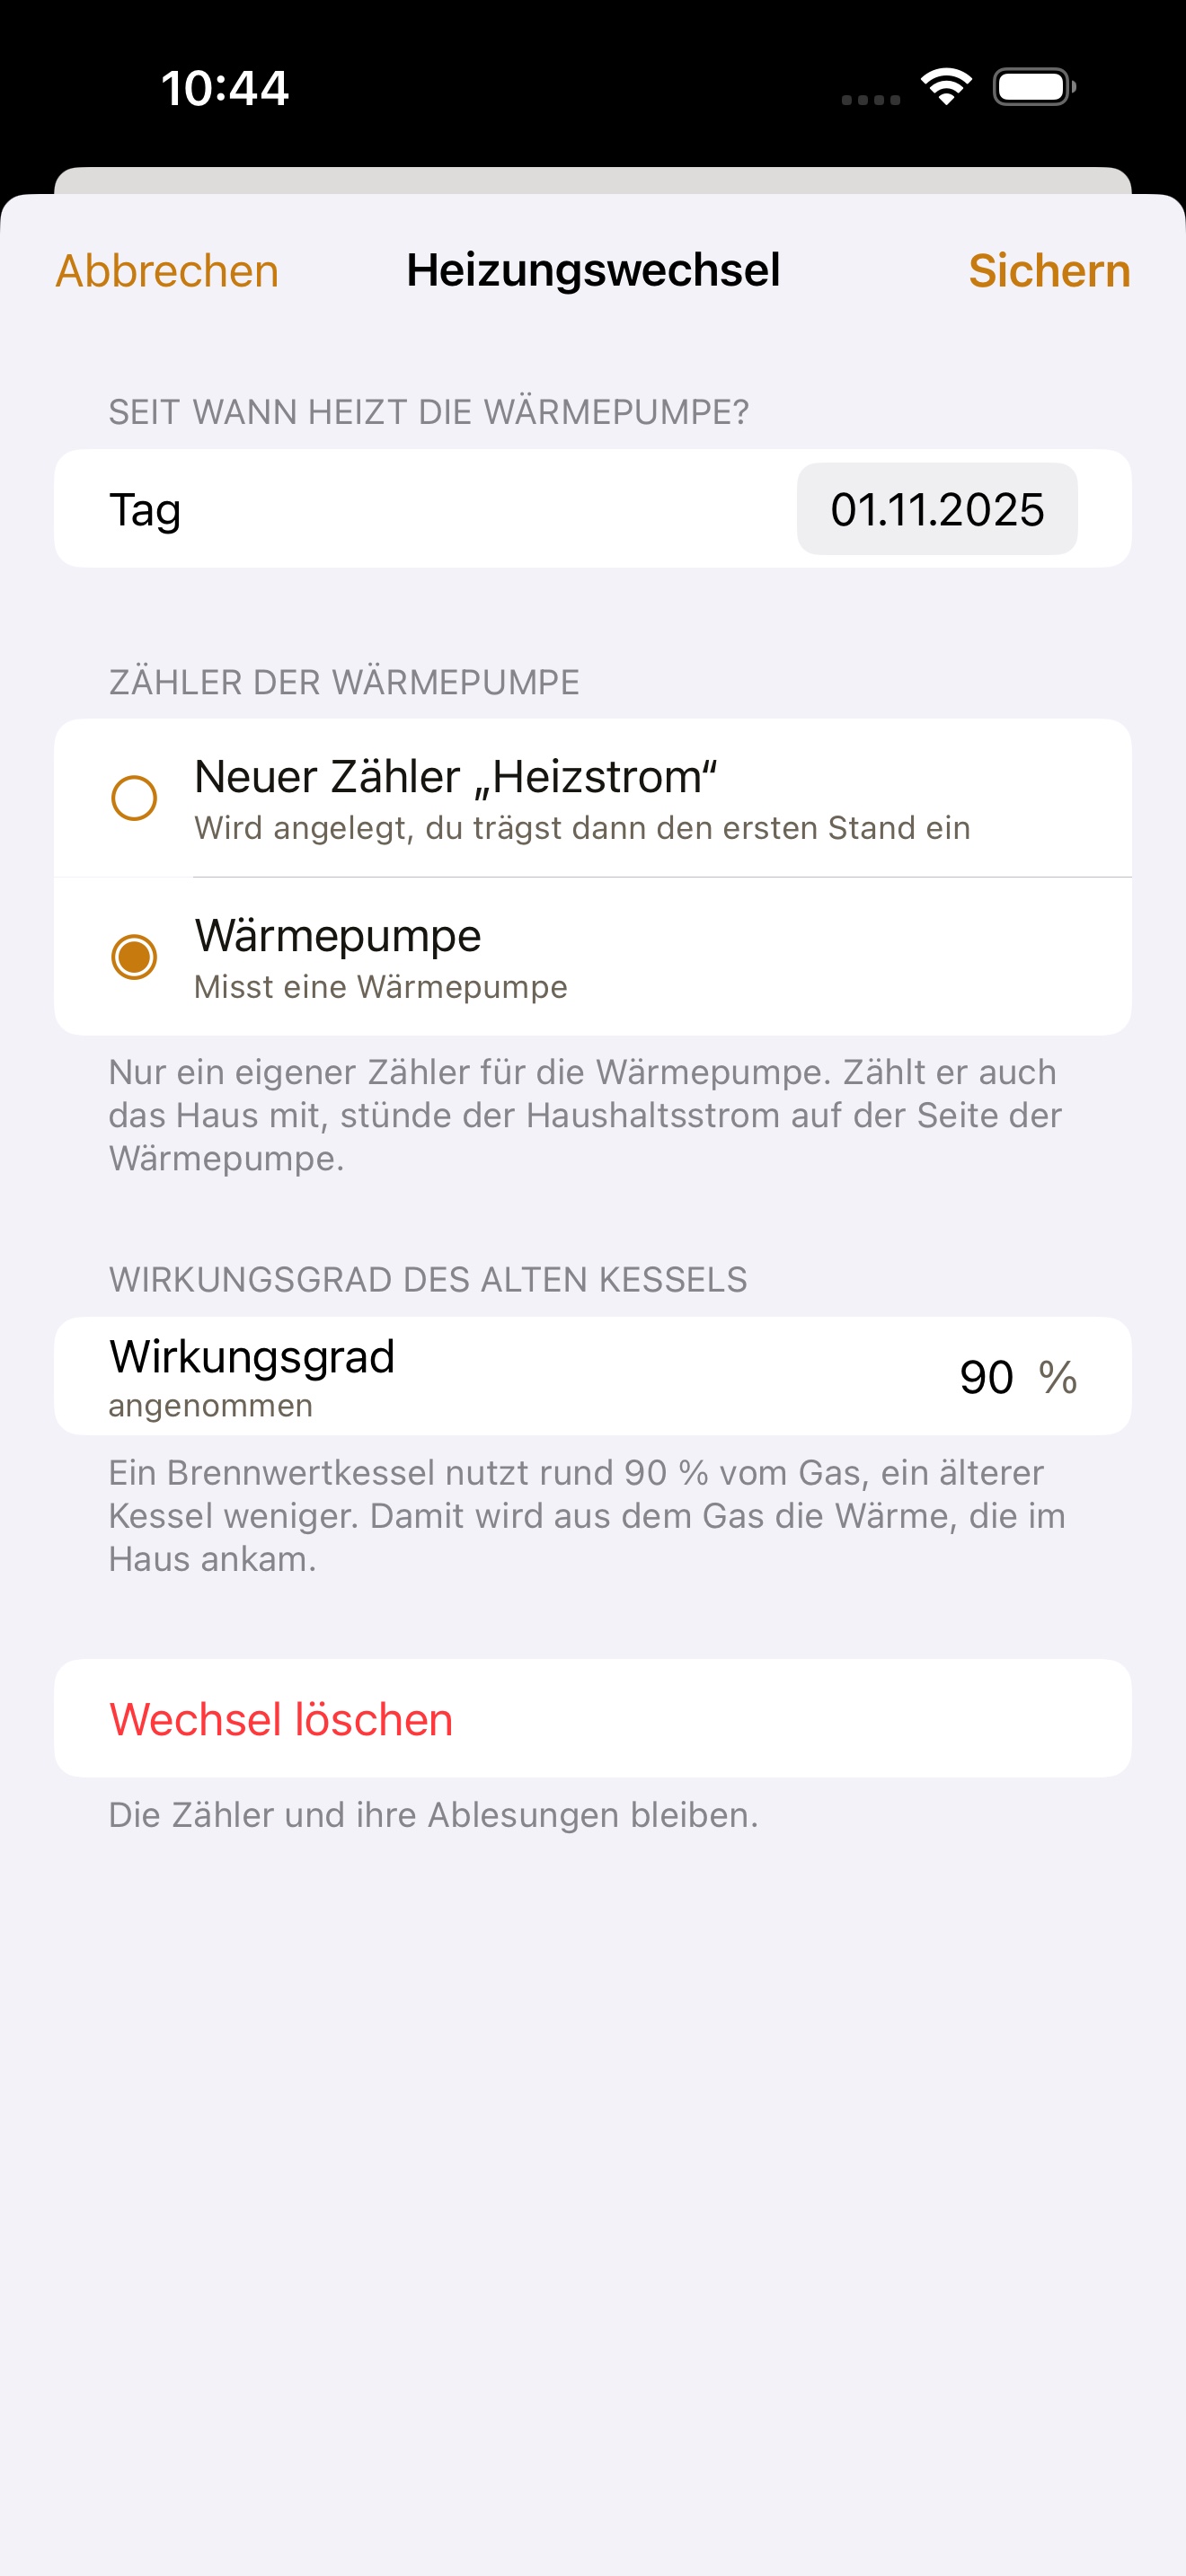 10:44
Abbrechen Heizungswechsel Sichern
SEIT WANN HEIZT DIE WÄRMEPUMPE?
Tag 01.11.2025
ZÄHLER DER WÄRMEPUMPE
Neuer Zähler „Heizstrom“
Wird angelegt, du trägst dann den ersten Stand ein
Wärmepumpe
Misst eine Wärmepumpe
Nur ein eigener Zähler für die Wärmepumpe. Zählt er auch
das Haus mit, stünde der Haushaltsstrom auf der Seite der
Wärmepumpe.
WIRKUNGSGRAD DES ALTEN KESSELS
Wirkungsgrad
angenommen
90 %
Ein Brennwertkessel nutzt rund 90 % vom Gas, ein älterer
Kessel weniger. Damit wird aus dem Gas die Wärme, die im
Haus ankam.
Wechsel löschen
Die Zähler und ihre Ablesungen bleiben.